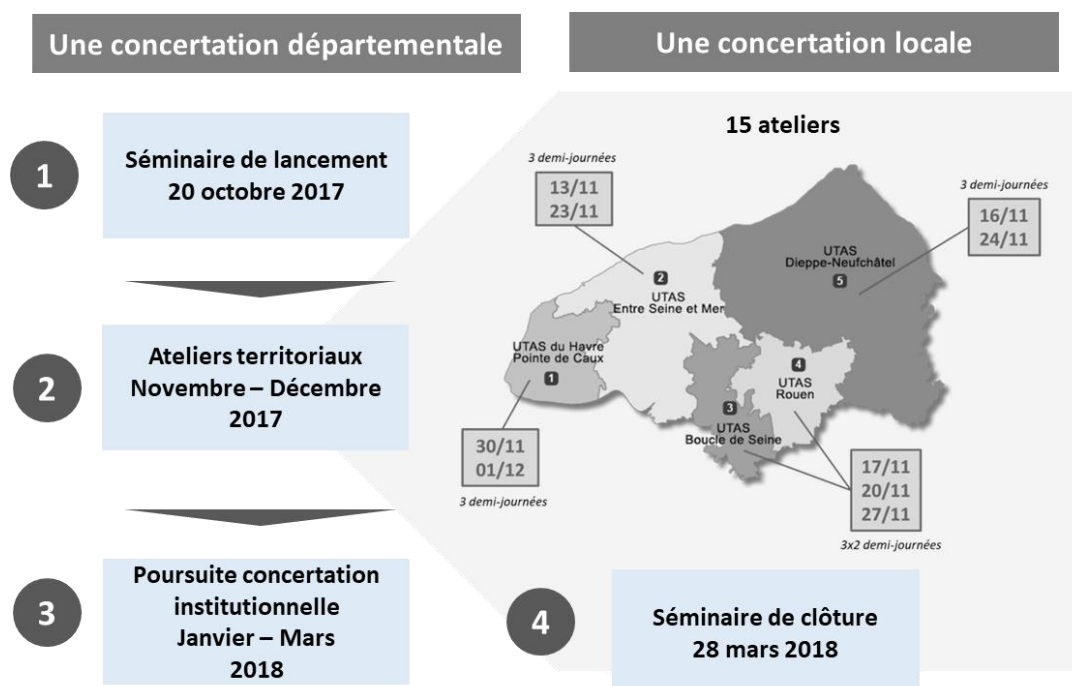 Une concertation départementale
Une concertation locale
1
Séminaire de lancement
20 octobre 2017
2
Ateliers territoriaux
Novembre – Décembre
2017
3
Poursuite concertation
institutionnelle
Janvier – Mars
2018
15 ateliers
3 demi-journées
13/11
23/11
3 demi-journées
16/11
24/11
UTAS
Dieppe-Neufchâtel
5
2
UTAS
Entre Seine et Mer
UTAS du Havre
Pointe de Caux
1
4
UTAS
Rouen
3
UTAS
Boucle de Seine
30/11
01/12
3 demi-journées
17/11
20/11
27/11
3x2 demi-journées
4
Séminaire de clôture
28 mars 2018